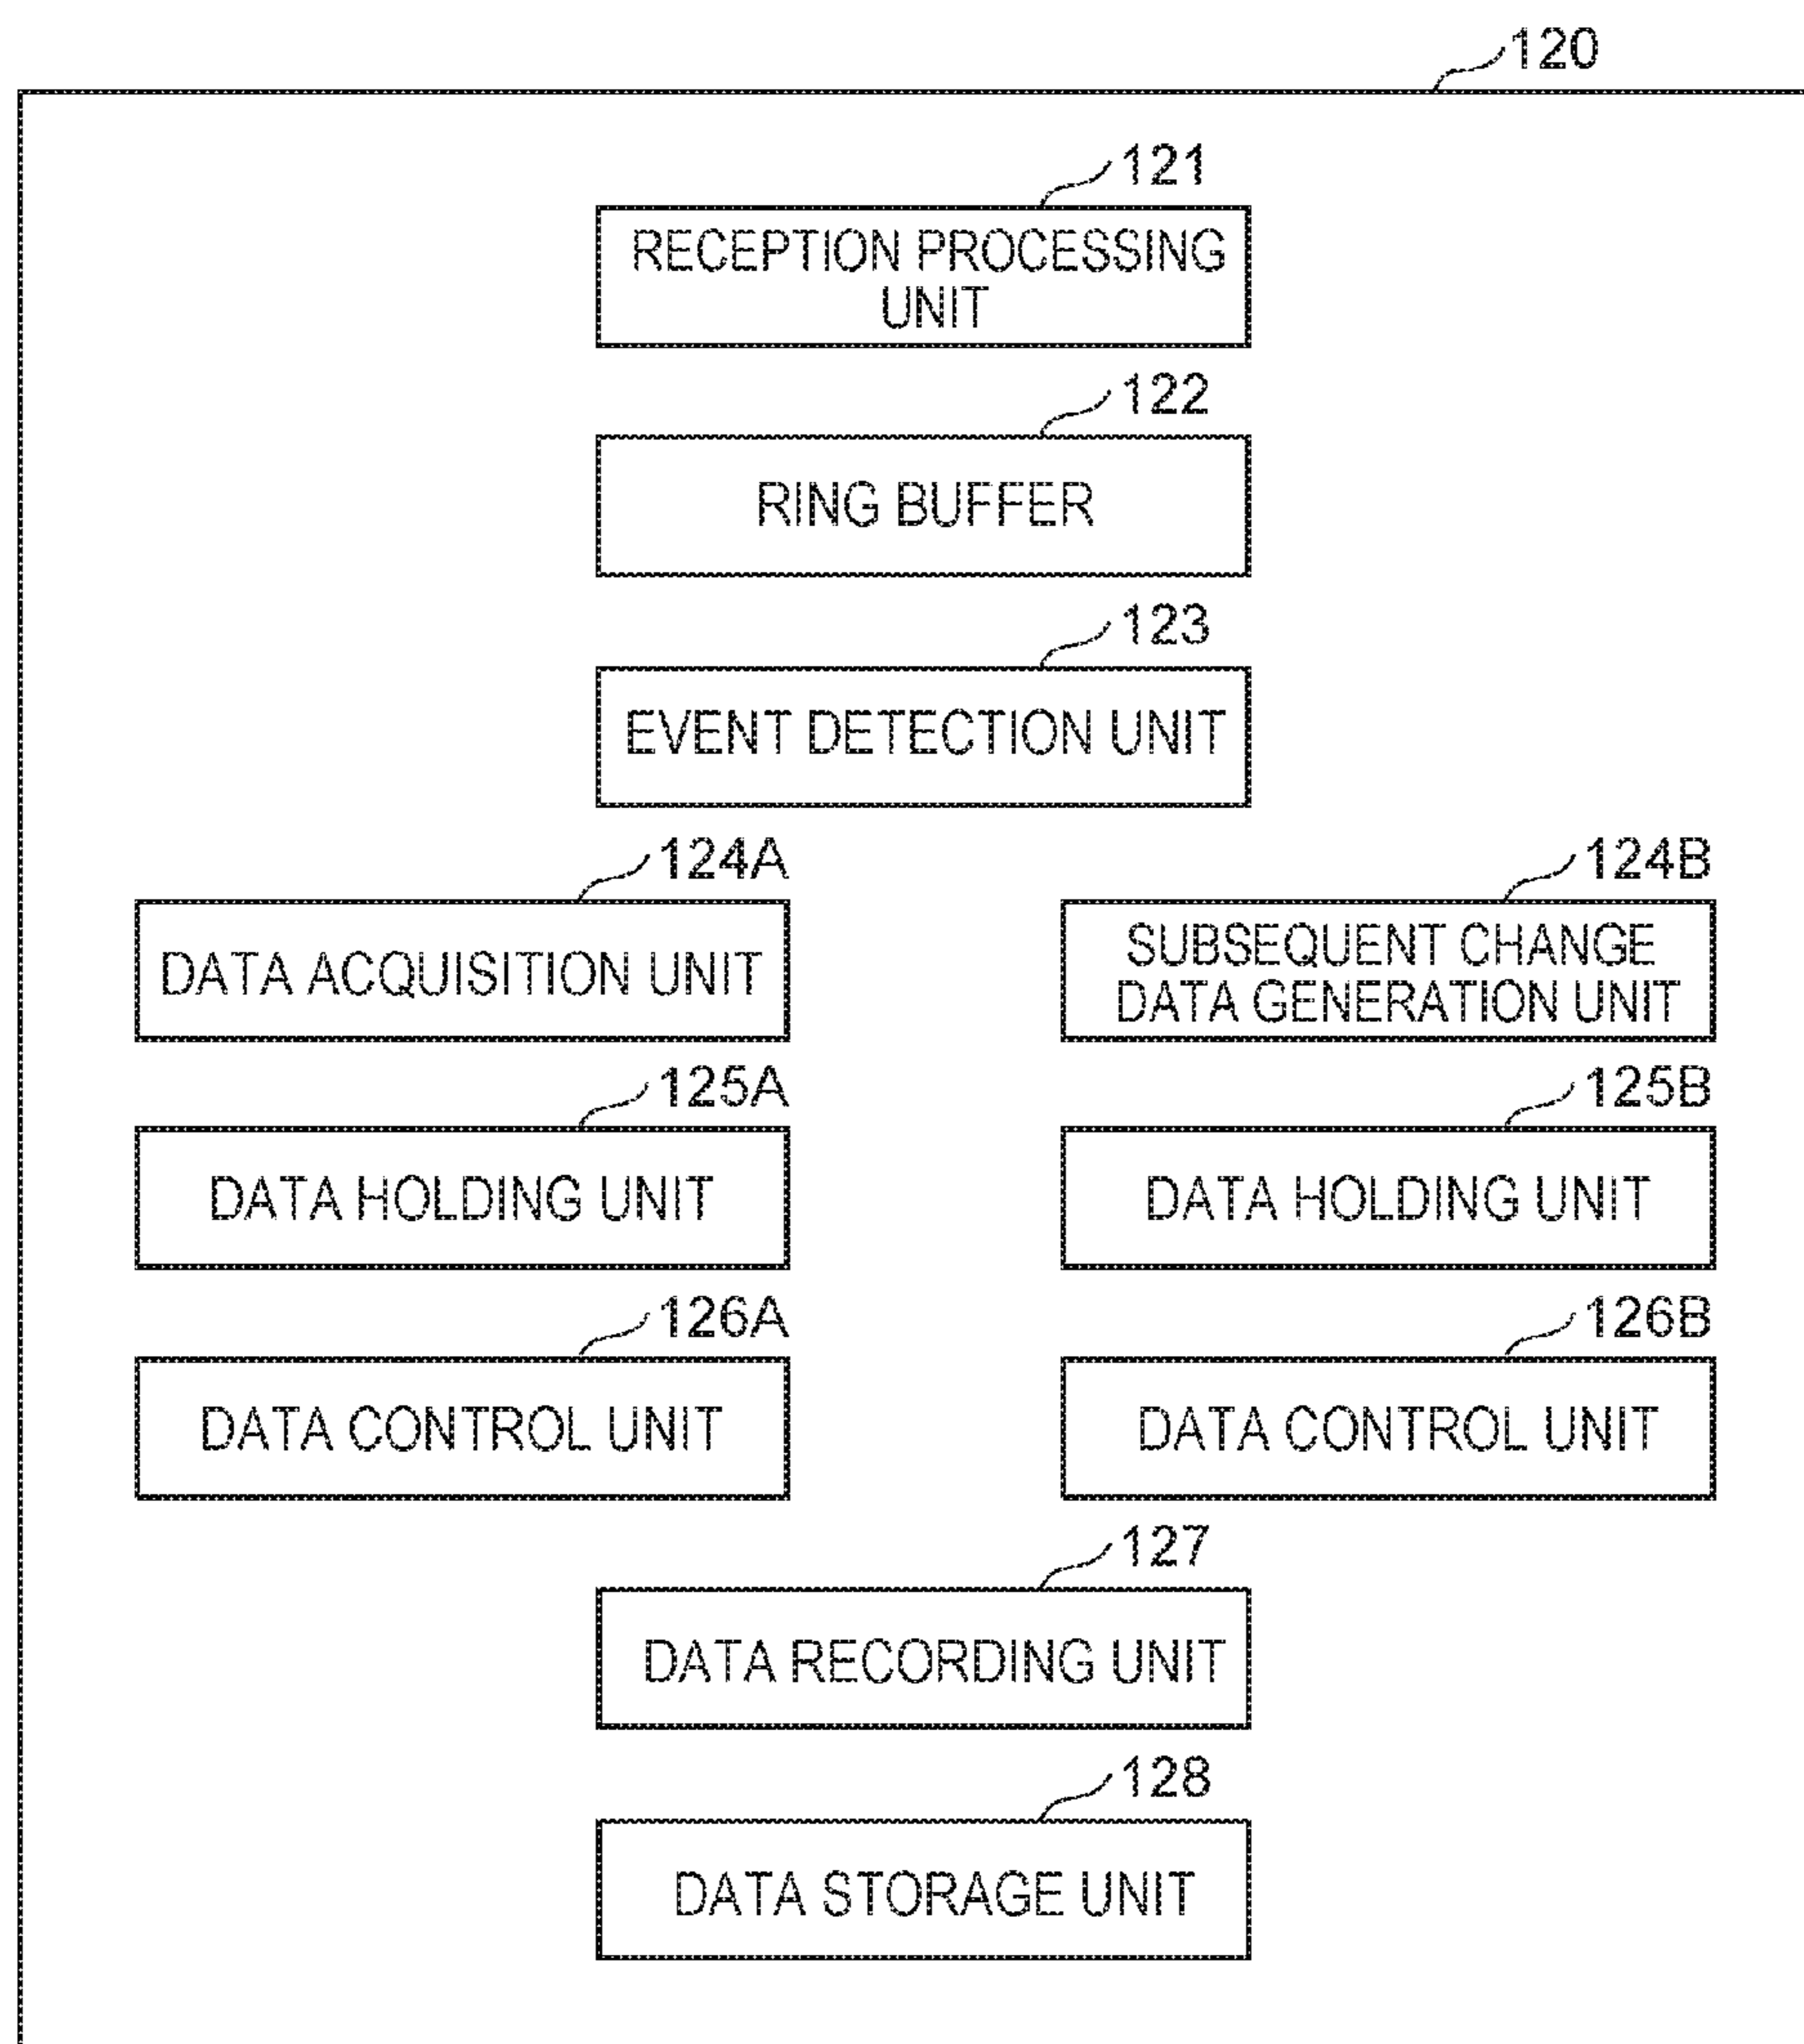 120
121
RECEPTION PROCESSING
UNIT
122
RING BUFFER
123
EVENT DETECTION UNIT
124A
DATA ACQUISITION UNIT
124B
SUBSEQUENT CHANGE
DATA GENERATION UNIT
125A
DATA HOLDING UNIT
125B
DATA HOLDING UNIT
126A
DATA CONTROL UNIT
126B
DATA CONTROL UNIT
127
DATA RECORDING UNIT
128
DATA STORAGE UNIT